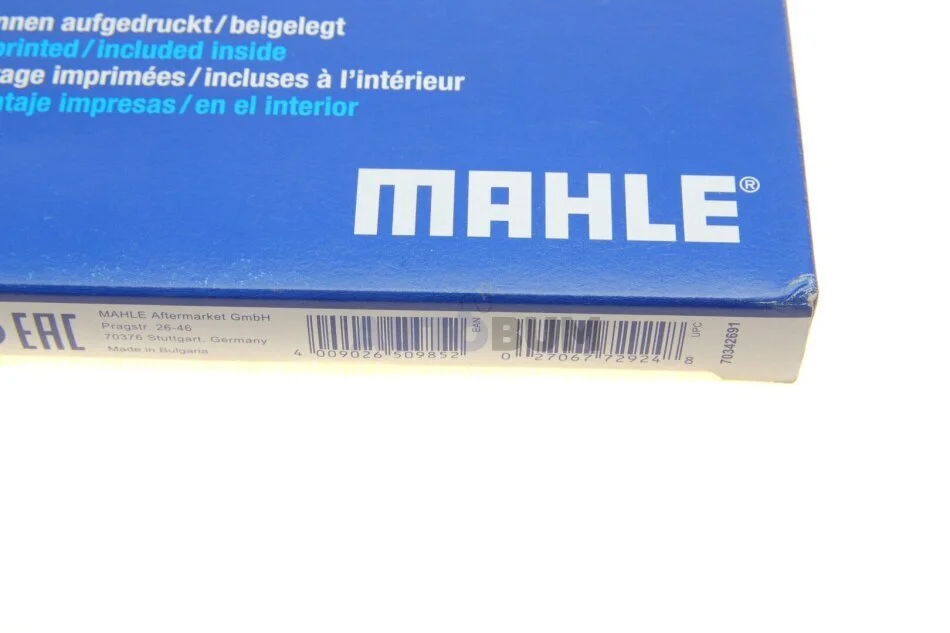 nnen aufgedruckt/beigelegt
printed/included inside
age imprimées/incluses à l'intérieur
taje impresas/en el interior
MAHLE®
EAC
MAHLE Aftermarket GmbH
Pragstr. 26-46
70376 Stuttgart, Germany
Made in Bulgaria
4 009026 509852
EAN
BUM
0 27067 72924 8
UPC
70342691